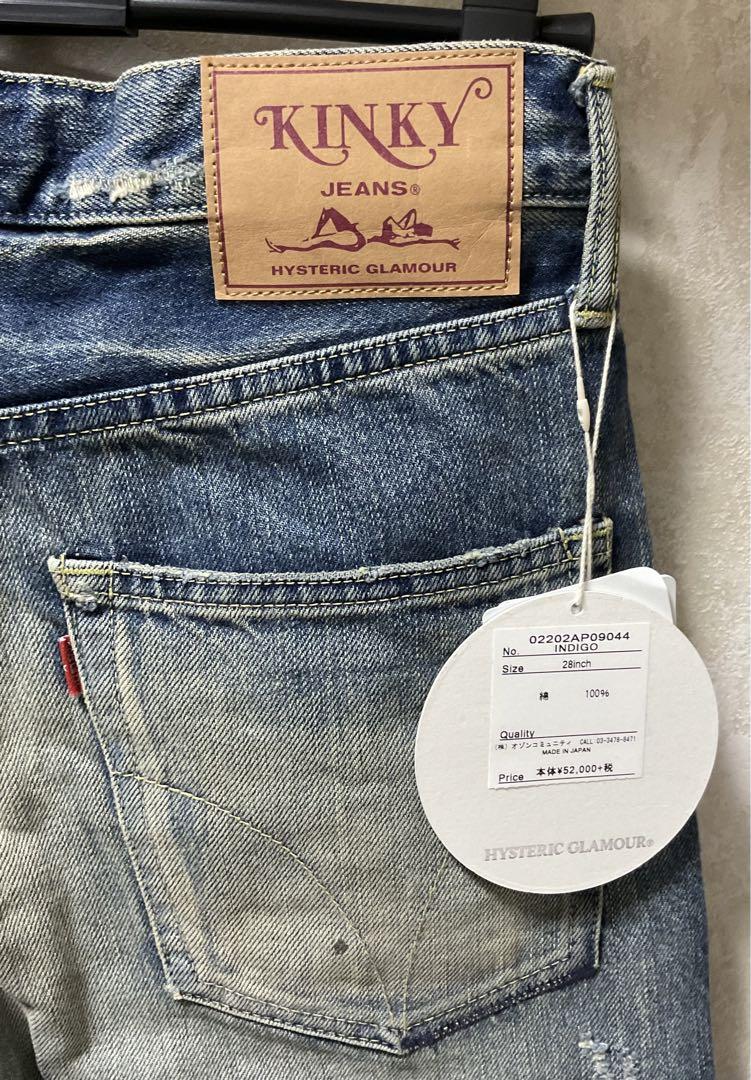 KINKY
JEANS®
HYSTERIC GLAMOUR
No. 02202AP09044
INDIGO
Size 28inch
綿 100%
Quality
(株) オゾンコミュニティ CALL:03-3478-8471
MADE IN JAPAN
Price 本体¥52,000+税
HYSTERIC GLAMOUR®